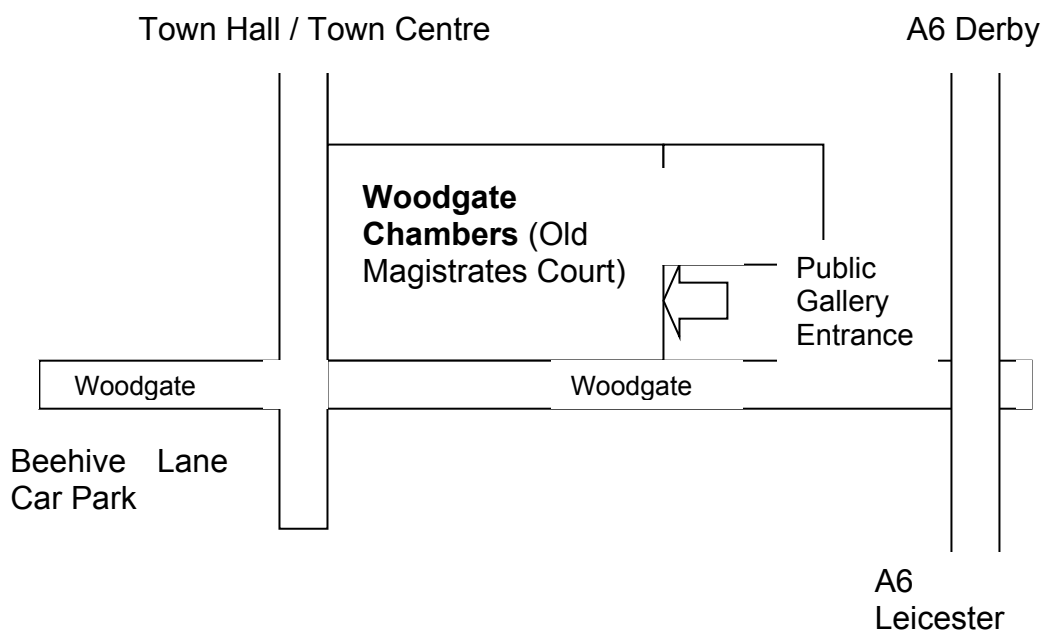 Town Hall / Town Centre
A6 Derby
Woodgate
Chambers (Old
Magistrates Court)
Public
Gallery
Entrance
Woodgate
Woodgate
Beehive Lane
Car Park
A6
Leicester